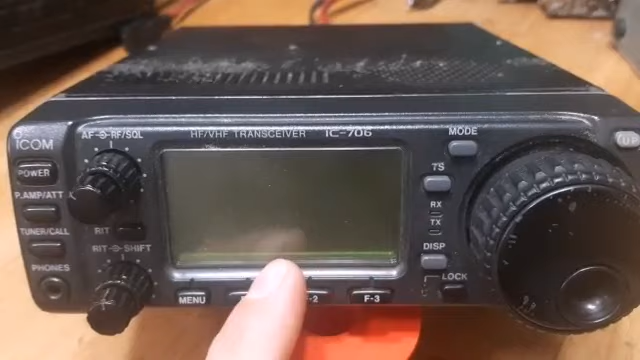 ICOM
AF RF/SQL
HF/VHF TRANSCEIVER IC-706
MODE
POWER
TS
P.AMP/ATT
RX
TX
RIT
TUNER/CALL
RIT SHIFT
DISP
PHONES
LOCK
MENU
F-3